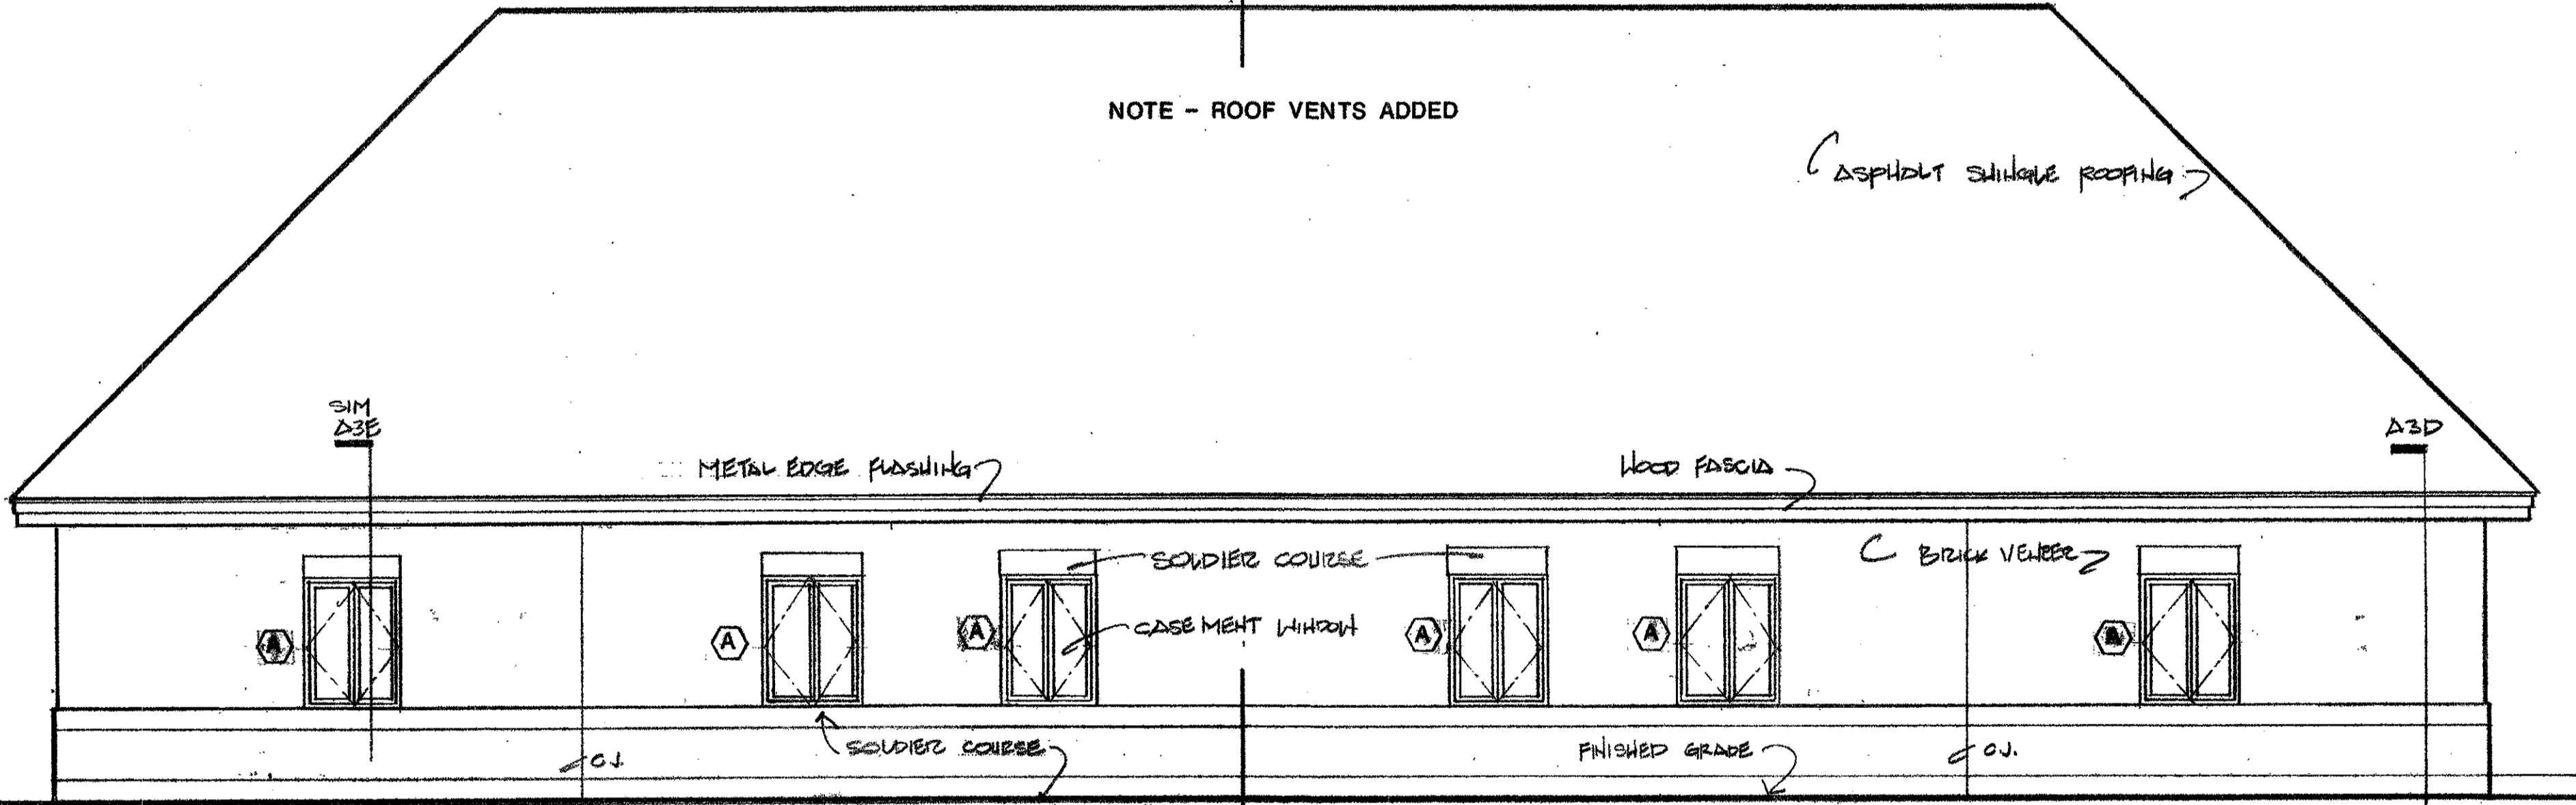 NOTE - ROOF VENTS ADDED
ASPHALT SHINGLE ROOFING
SIM
A3E
A3D
METAL EDGE FLASHING
WOOD FASCIA
SOLDIER COURSE
BRICK VENEER
A
A
A
CASEMENT WINDOW
A
A
A
SOLDIER COURSE
C.J.
FINISHED GRADE
C.J.